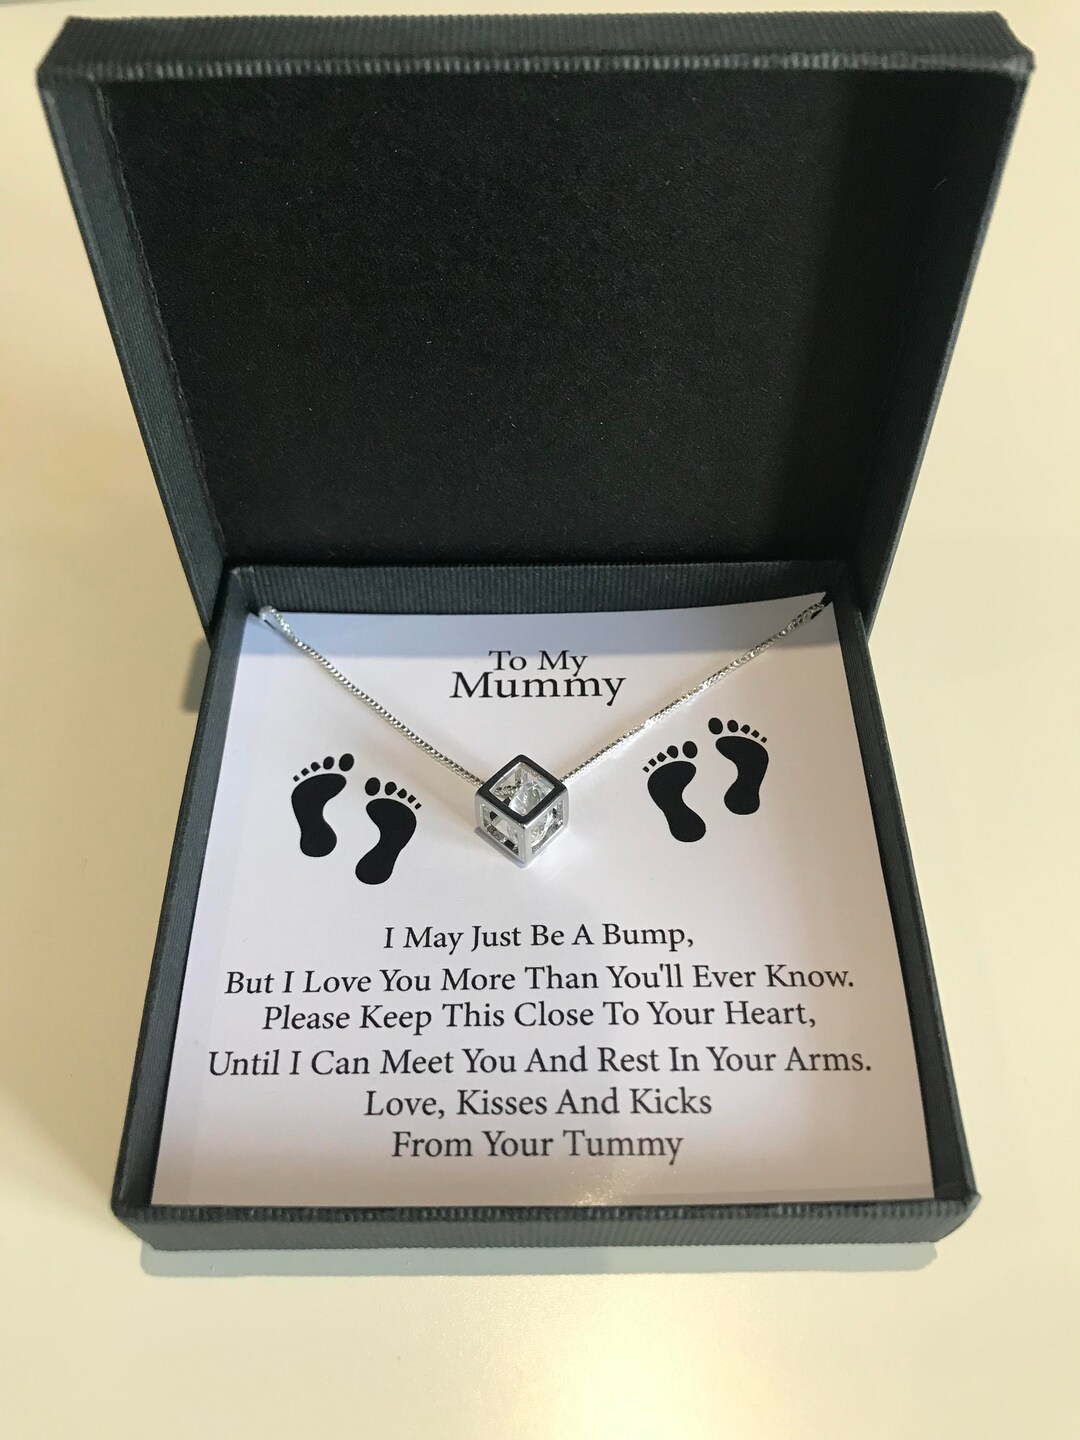 To My
Mummy
I May Just Be A Bump,
But I Love You More Than You'll Ever Know.
Please Keep This Close To Your Heart,
Until I Can Meet You And Rest In Your Arms.
Love, Kisses And Kicks
From Your Tummy